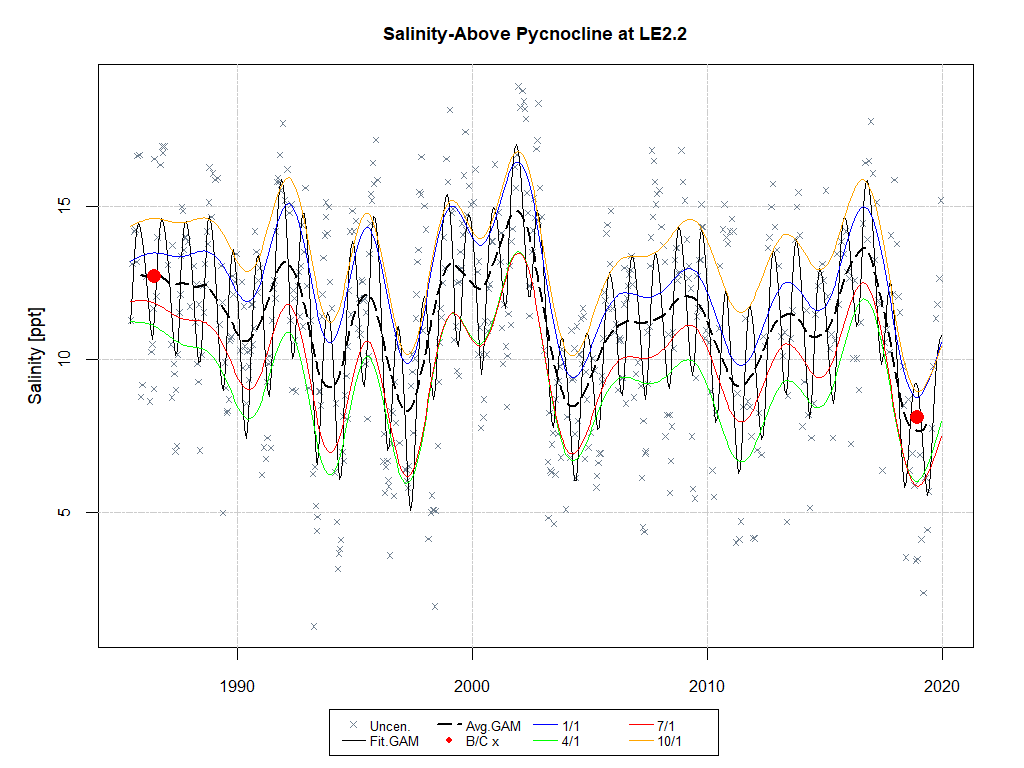 Salinity-Above Pycnocline at LE2.2
Salinity [ppt]
15
10
5
1990 2000 2010 2020
Uncen. Avg.GAM 1/1 7/1
Fit.GAM B/C x 4/1 10/1